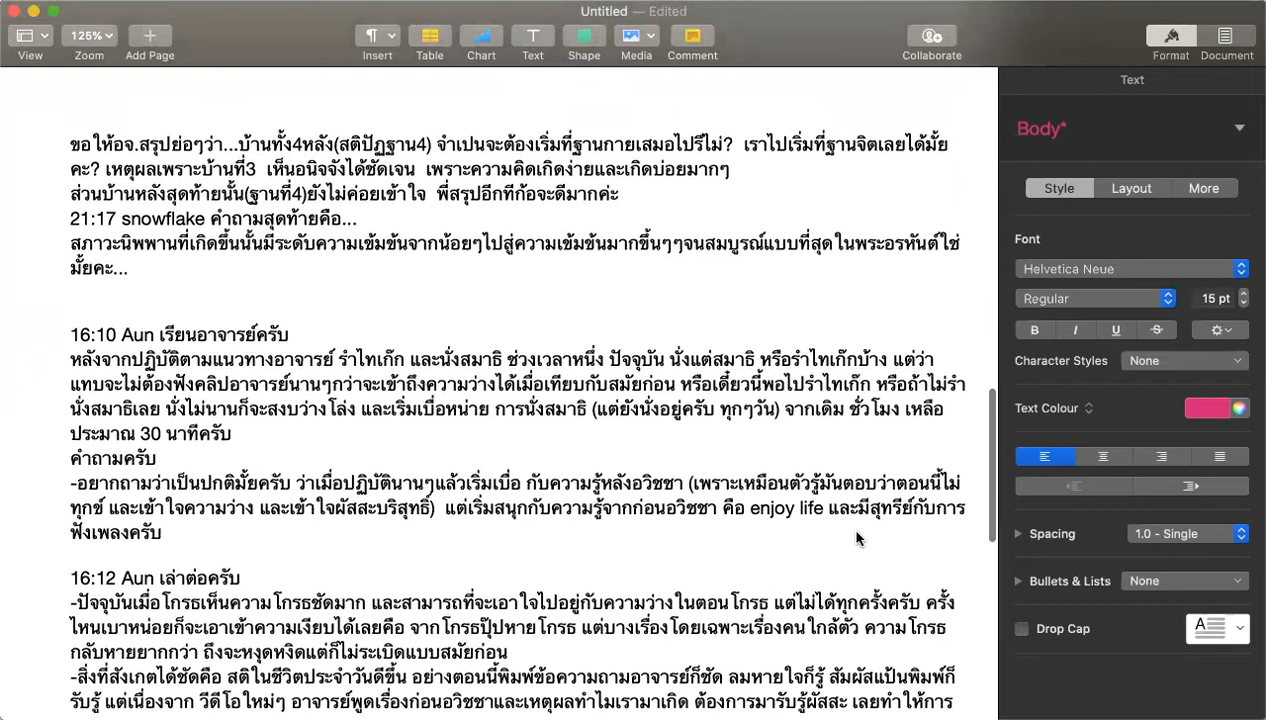 Untitled — Edited
View
125%
Zoom
Add Page
Insert
Table
Chart
Text
Shape
Media
Comment
Collaborate
Format
Document
Text
ขอให้อจ.สรุปย่อๆว่า...บ้านทั้ง4หลัง(สติปัฏฐาน4) จำเปนจะต้องเริ่มที่ฐานกายเสมอไปรึไม่? เราไปเริ่มที่ฐานจิตเลยได้มั้ย
คะ? เหตุผลเพราะบ้านที่3 เห็นอนิจจังได้ชัดเจน เพราะความคิดเกิดง่ายและเกิดบ่อยมากๆ
ส่วนบ้านหลังสุดท้ายนั้น(ฐานที่4)ยังไม่ค่อยเข้าใจ พี่สรุปอีกทีก้อจะดีมากค่ะ
21:17 snowflake คำถามสุดท้ายคือ...
สภาวะนิพพานที่เกิดขึ้นนั้นมีระดับความเข้มข้นจากน้อยๆไปสู่ความเข้มข้นมากขึ้นๆๆจนสมบูรณ์แบบที่สุดในพระอรหันต์ใช่
มั้ยคะ...
16:10 Aun เรียนอาจารย์ครับ
หลังจากปฏิบัติตามแนวทางอาจารย์ รำไทเก๊ก และนั่งสมาธิ ช่วงเวลาหนึ่ง ปัจจุบัน นั่งแต่สมาธิ หรือรำไทเก๊กบ้าง แต่ว่า
แทบจะไม่ต้องฟังคลิปอาจารย์นานๆกว่าจะเข้าถึงความว่างได้เมื่อเทียบกับสมัยก่อน หรือเดี๋ยวนี้พอไปรำไทเก๊ก หรือถ้าไม่รำ
นั่งสมาธิเลย นั่งไม่นานก็จะสงบว่างโล่ง และเริ่มเบื่อหน่าย การนั่งสมาธิ (แต่ยังนั่งอยู่ครับ ทุกๆวัน) จากเดิม ชั่วโมง เหลือ
ประมาณ 30 นาทีครับ
คำถามครับ
-อยากถามว่าเป็นปกติมั้ยครับ ว่าเมื่อปฏิบัตินานๆแล้วเริ่มเบื่อ กับความรู้หลังอวิชชา (เพราะเหมือนตัวรู้มันตอบว่าตอนนี้ไม่
ทุกข์ และเข้าใจความว่าง และเข้าใจผัสสะบริสุทธิ์) แต่เริ่มสนุกกับความรู้จากก่อนอวิชชา คือ enjoy life และมีสุทรีย์กับการ
ฟังเพลงครับ
16:12 Aun เล่าต่อครับ
-ปัจจุบันเมื่อโกรธเห็นความโกรธชัดมาก และสามารถที่จะเอาใจไปอยู่กับความว่างในตอนโกรธ แต่ไม่ได้ทุกครั้งครับ ครั้ง
ไหนเบาหน่อยก็จะเอาเข้าความเงียบได้เลยคือ จากโกรธปุ๊ปหายโกรธ แต่บางเรื่องโดยเฉพาะเรื่องคนใกล้ตัว ความโกรธ
กลับหายยากกว่า ถึงจะหงุดหงิดแต่ก็ไม่ระเบิดแบบสมัยก่อน
-สิ่งที่สังเกตได้ชัดคือ สติในชีวิตประจำวันดีขึ้น อย่างตอนนี้พิมพ์ข้อความถามอาจารย์ก็ชัด ลมหายใจก็รู้ สัมผัสแป้นพิมพ์ก็
รับรู้ แต่เนื่องจาก วีดีโอใหม่ๆ อาจารย์พูดเรื่องก่อนอวิชชาและเหตุผลทำไมเรามาเกิด ต้องการมารับรู้ผัสสะ เลยทำให้การ
Body*
Style
Layout
More
Font
Helvetica Neue
Regular
15 pt
B I U S
Character Styles
None
Text Colour
Spacing
1.0 - Single
Bullets & Lists
None
Drop Cap
A